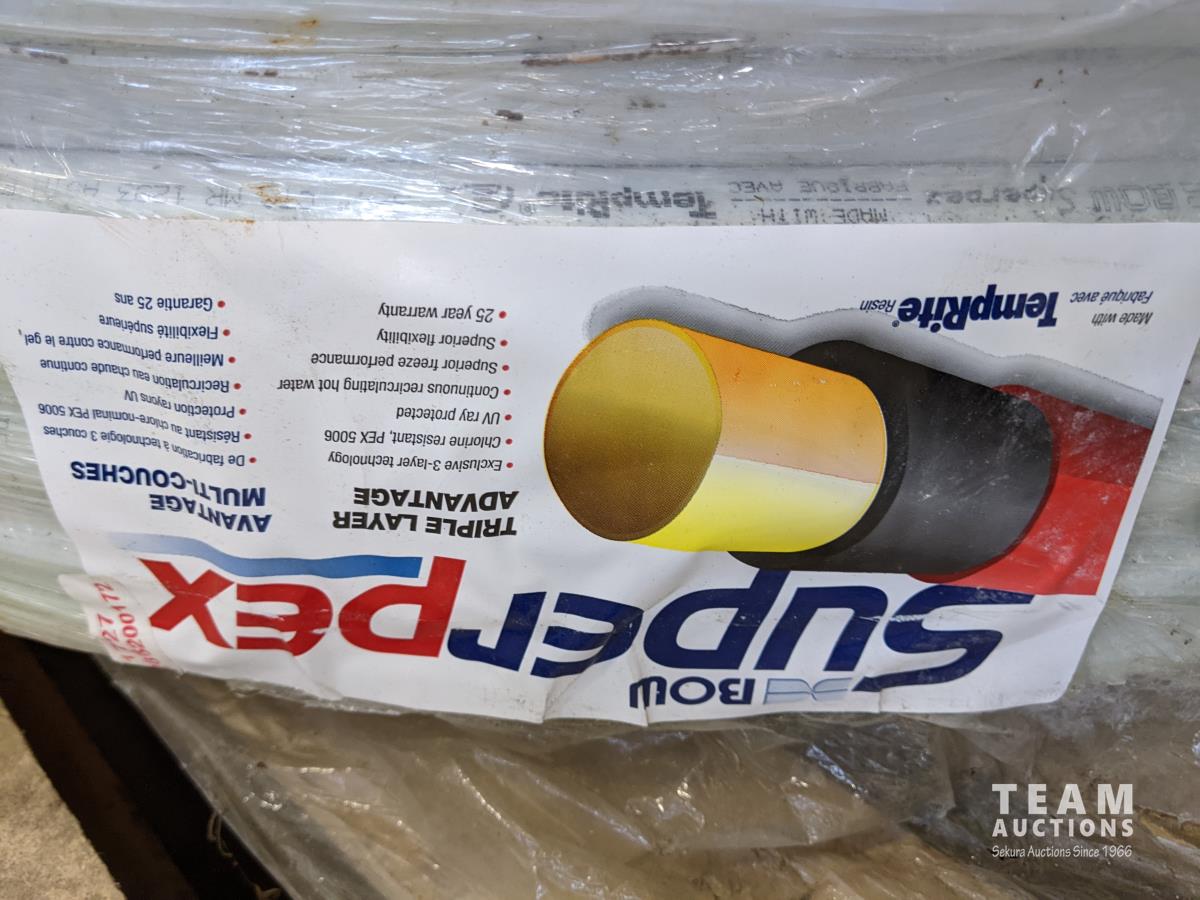 BOW
SUPERPEX
TRIPLE LAYER
ADVANTAGE
• Exclusive 3-layer technology
• Chlorine resistant, PEX 5006
• UV ray protected
• Continuous recirculating hot water
• Superior freeze performance
• Superior flexibility
• 25 year warranty
AVANTAGE
MULTI-COUCHES
• De fabrication à technologie 3 couches
• Résistant au chlore-nominal PEX 5006
• Protection rayons UV
• Recirculation eau chaude continue
• Meilleure performance contre le gel,
• Flexibilité supérieure
• Garantie 25 ans
Made with
Fabriqué avec
TempRite® Resin
BOW Superpex
MADE WITH
FABRIQUE AVEC
TempRite®
TEAM
AUCTIONS
Sekura Auctions Since 1966